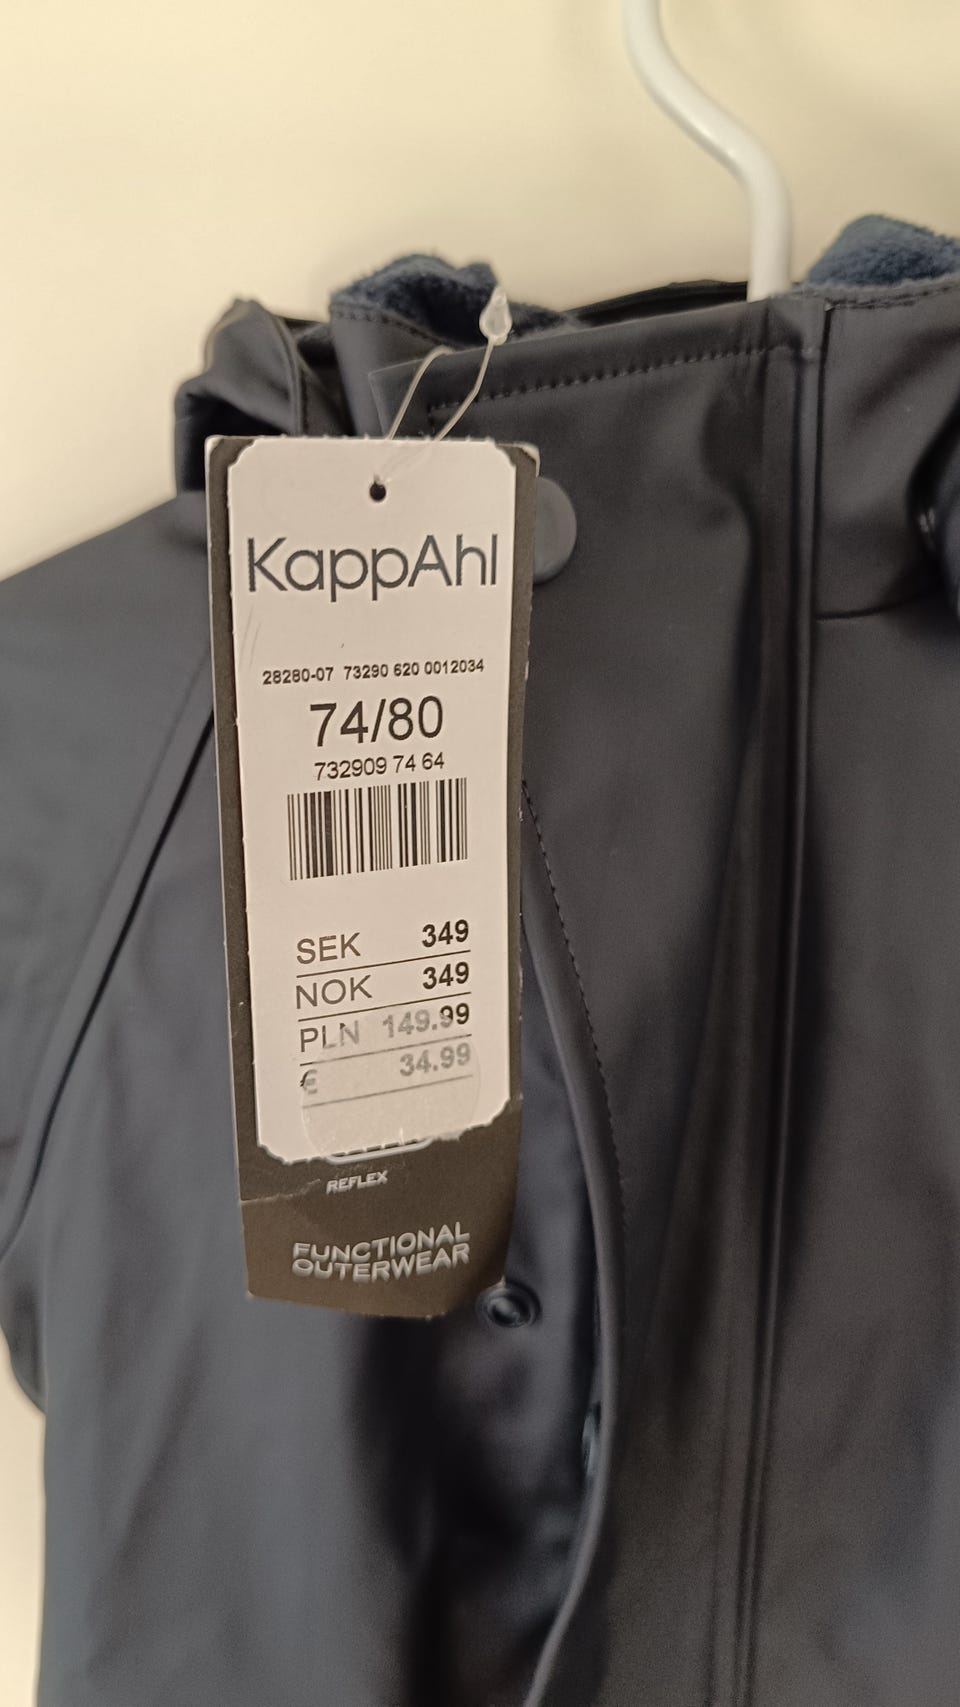 KappAhl
28280-07 73290 620 0012034
74/80
732909 74 64
SEK 349
NOK 349
PLN 149.99
€ 34.99
REFLEX
FUNCTIONAL
OUTERWEAR